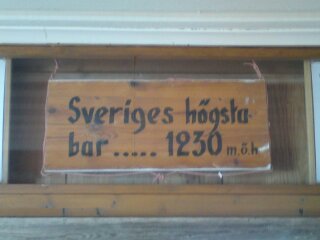 Sveriges högsta
bar..... 1230 m.ö.h